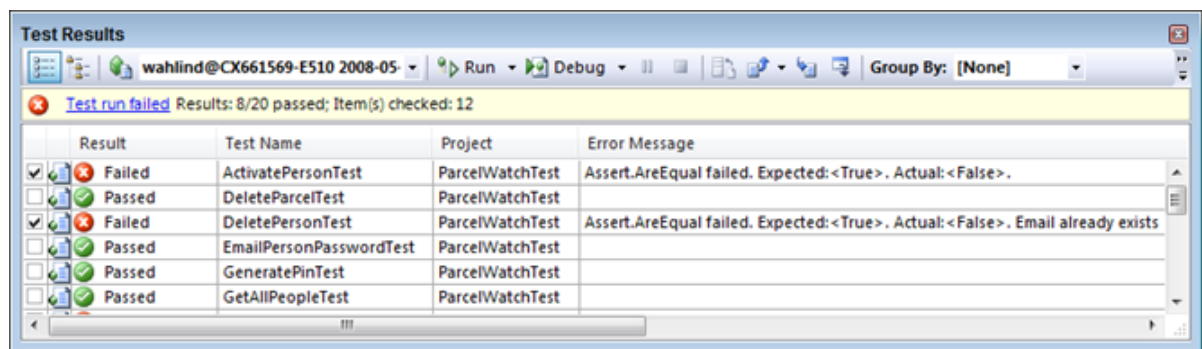 Test Results
wahlind@CX661569-E510 2008-05- Run Debug Group By: [None]
Test run failed Results: 8/20 passed; Item(s) checked: 12
Result Test Name Project Error Message
Failed ActivatePersonTest ParcelWatchTest Assert.AreEqual failed. Expected:<True>. Actual:<False>.
Passed DeleteParcelTest ParcelWatchTest
Failed DeletePersonTest ParcelWatchTest Assert.AreEqual failed. Expected:<True>. Actual:<False>. Email already exists
Passed EmailPersonPasswordTest ParcelWatchTest
Passed GeneratePinTest ParcelWatchTest
Passed GetAllPeopleTest ParcelWatchTest